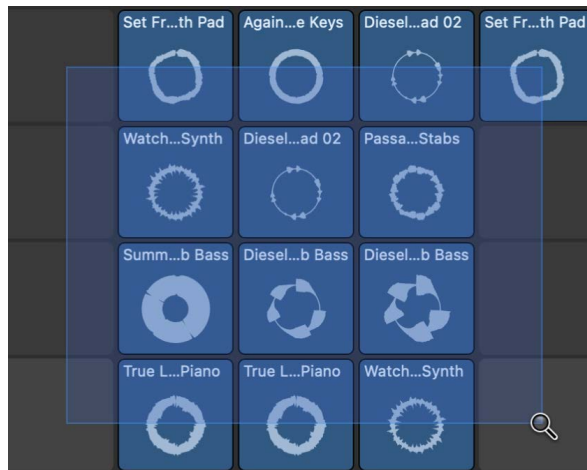 Set Fr...th Pad
Again...e Keys
Diesel...ad 02
Set Fr...th Pad
Watch...Synth
Diesel...ad 02
Passa...Stabs
Summ...b Bass
Diesel...b Bass
Diesel...b Bass
True L...Piano
True L...Piano
Watch...Synth